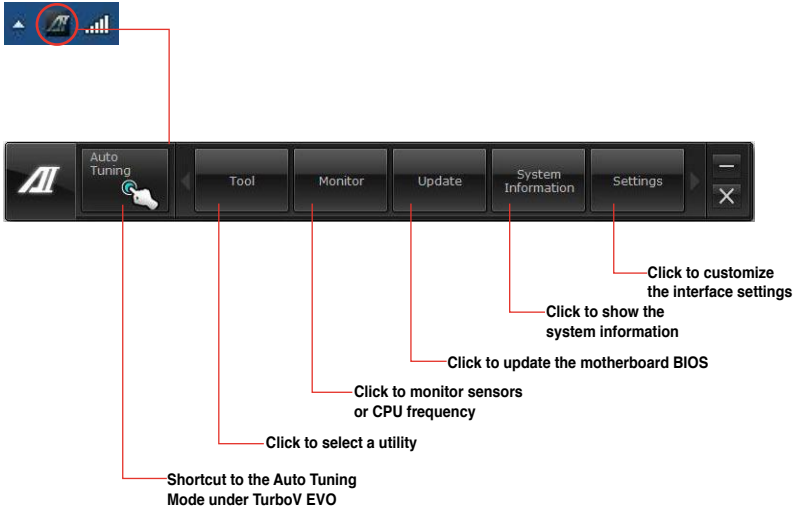 Auto
Tuning
Tool
Monitor
Update
System
Information
Settings
Click to customize
the interface settings
Click to show the
system information
Click to update the motherboard BIOS
Click to monitor sensors
or CPU frequency
Click to select a utility
Shortcut to the Auto Tuning
Mode under TurboV EVO